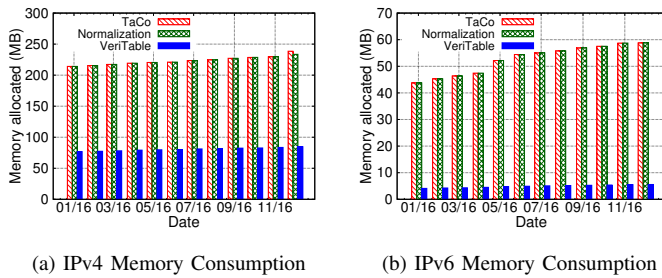 300
250
200
150
100
50
0
Memory allocated (MB)
TaCo
Normalization
VeriTable
01/16 03/16 05/16 07/16 09/16 11/16
Date
(a) IPv4 Memory Consumption
70
60
50
40
30
20
10
0
Memory allocated (MB)
TaCo
Normalization
VeriTable
01/16 03/16 05/16 07/16 09/16 11/16
Date
(b) IPv6 Memory Consumption